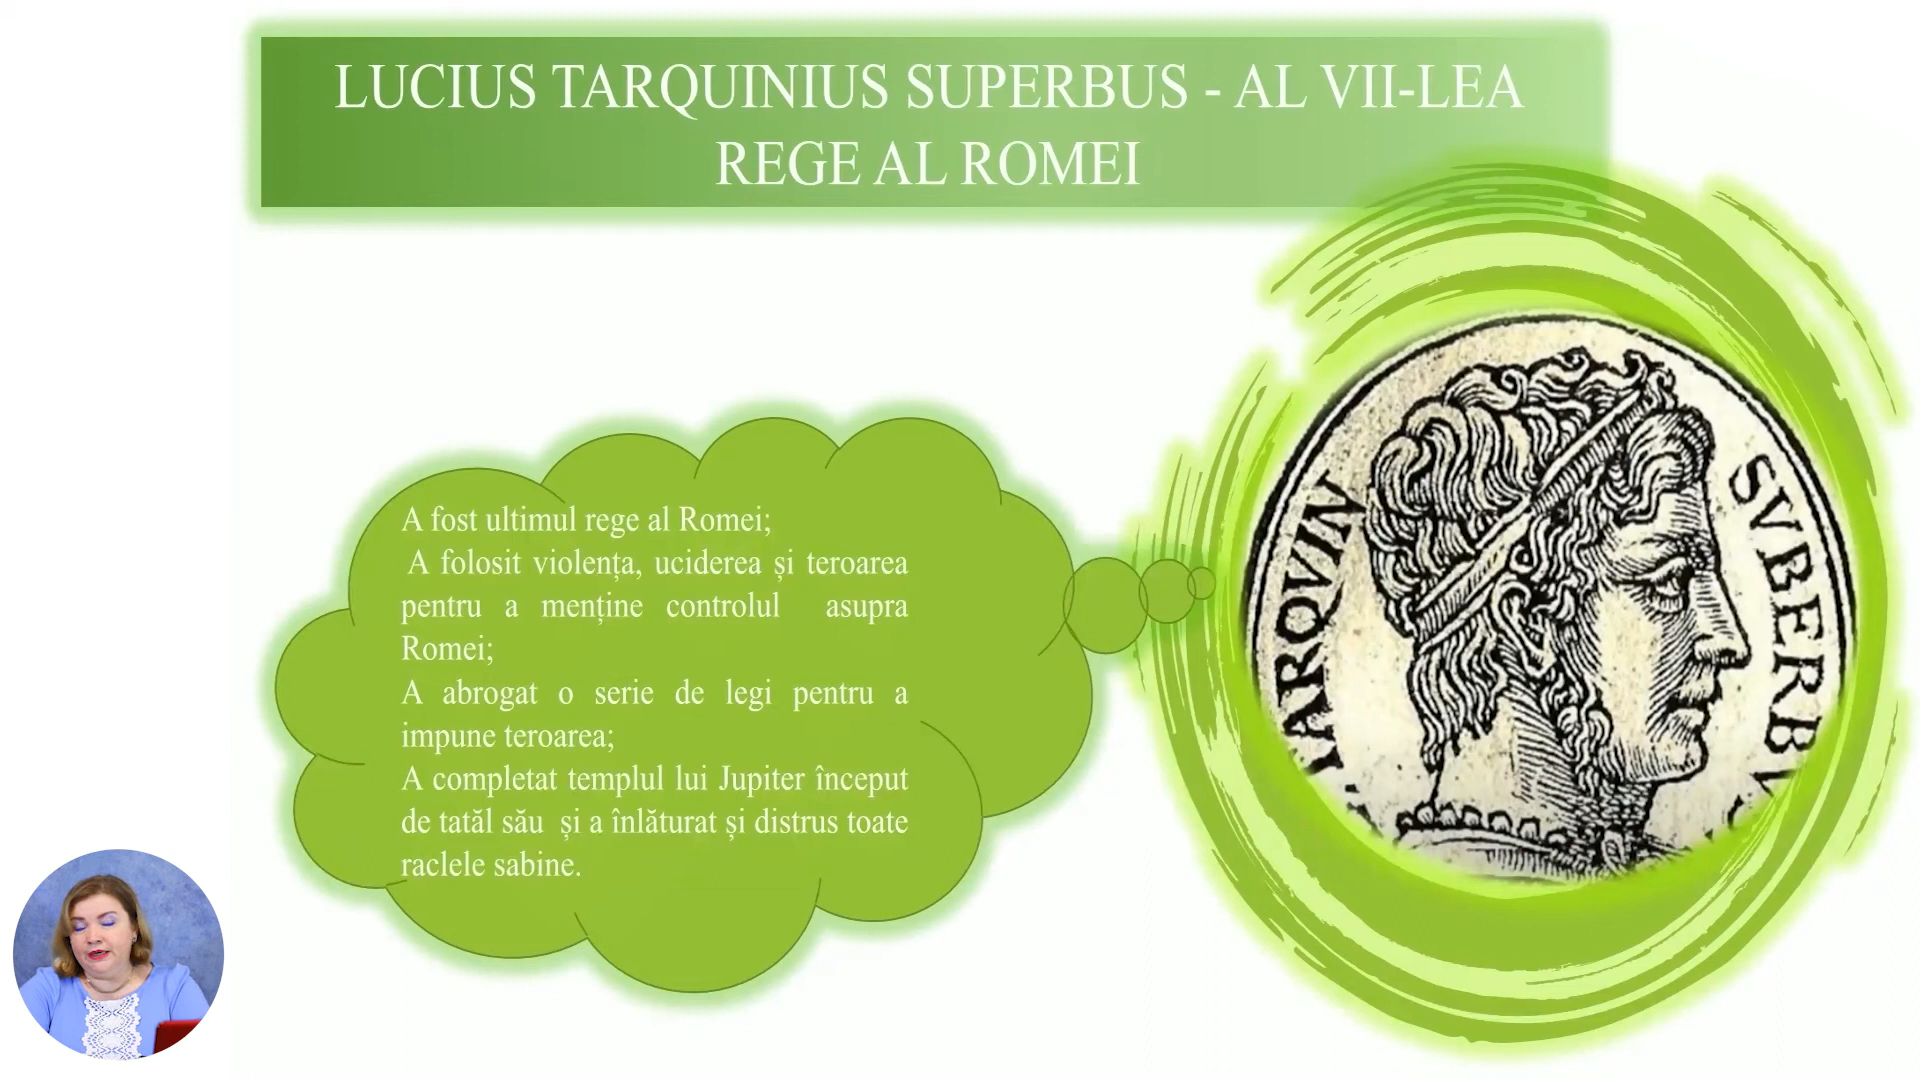 LUCIUS TARQUINIUS SUPERBUS - AL VII-LEA
REGE AL ROMEI
A fost ultimul rege al Romei;
A folosit violența, uciderea și teroarea
pentru a menține controlul asupra
Romei;
A abrogat o serie de legi pentru a
impune teroarea;
A completat templul lui Jupiter început
de tatăl său și a înlăturat și distrus toate
raclele sabine.
TARQVIN
SVBERBV